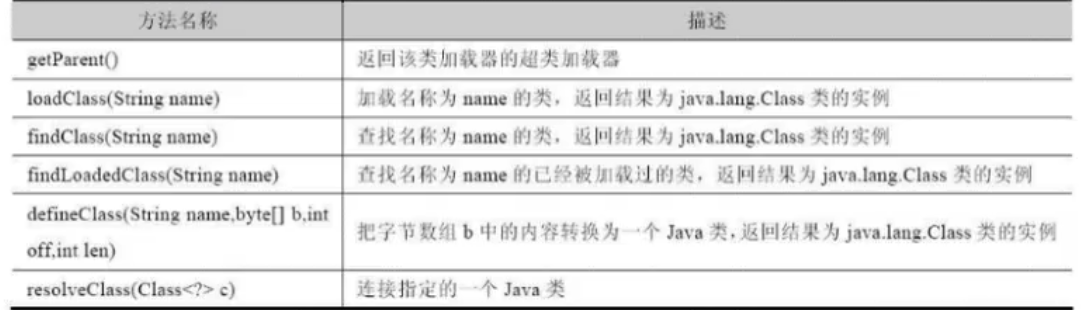 方法名称 描述
getParent() 返回该类加载器的超类加载器
loadClass(String name) 加载名称为 name 的类，返回结果为 java.lang.Class 类的实例
findClass(String name) 查找名称为 name 的类，返回结果为 java.lang.Class 类的实例
findLoadedClass(String name) 查找名称为 name 的已经被加载过的类，返回结果为 java.lang.Class 类的实例
defineClass(String name,byte[] b,int
off,int len)
把字节数组 b 中的内容转换为一个 Java 类,返回结果为 java.lang.Class 类的实例
resolveClass(Class<?> c) 连接指定的一个 Java 类